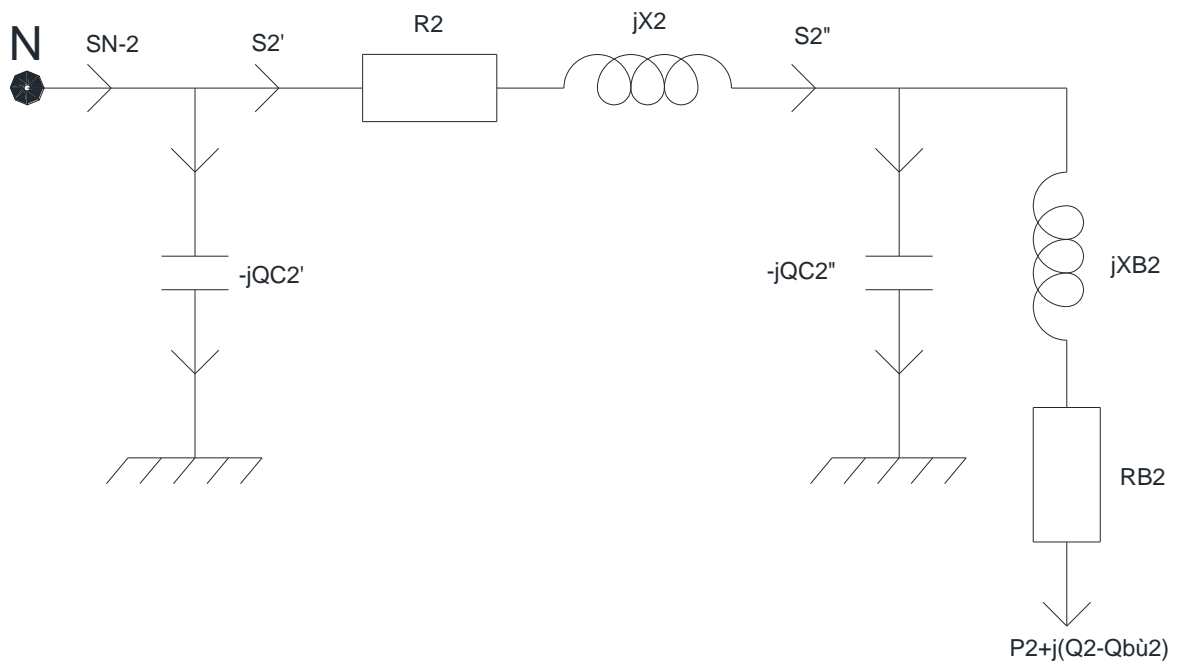 N
SN-2
S2'
R2
jX2
S2"
-jQC2'
-jQC2"
jXB2
RB2
P2+j(Q2-Qbù2)